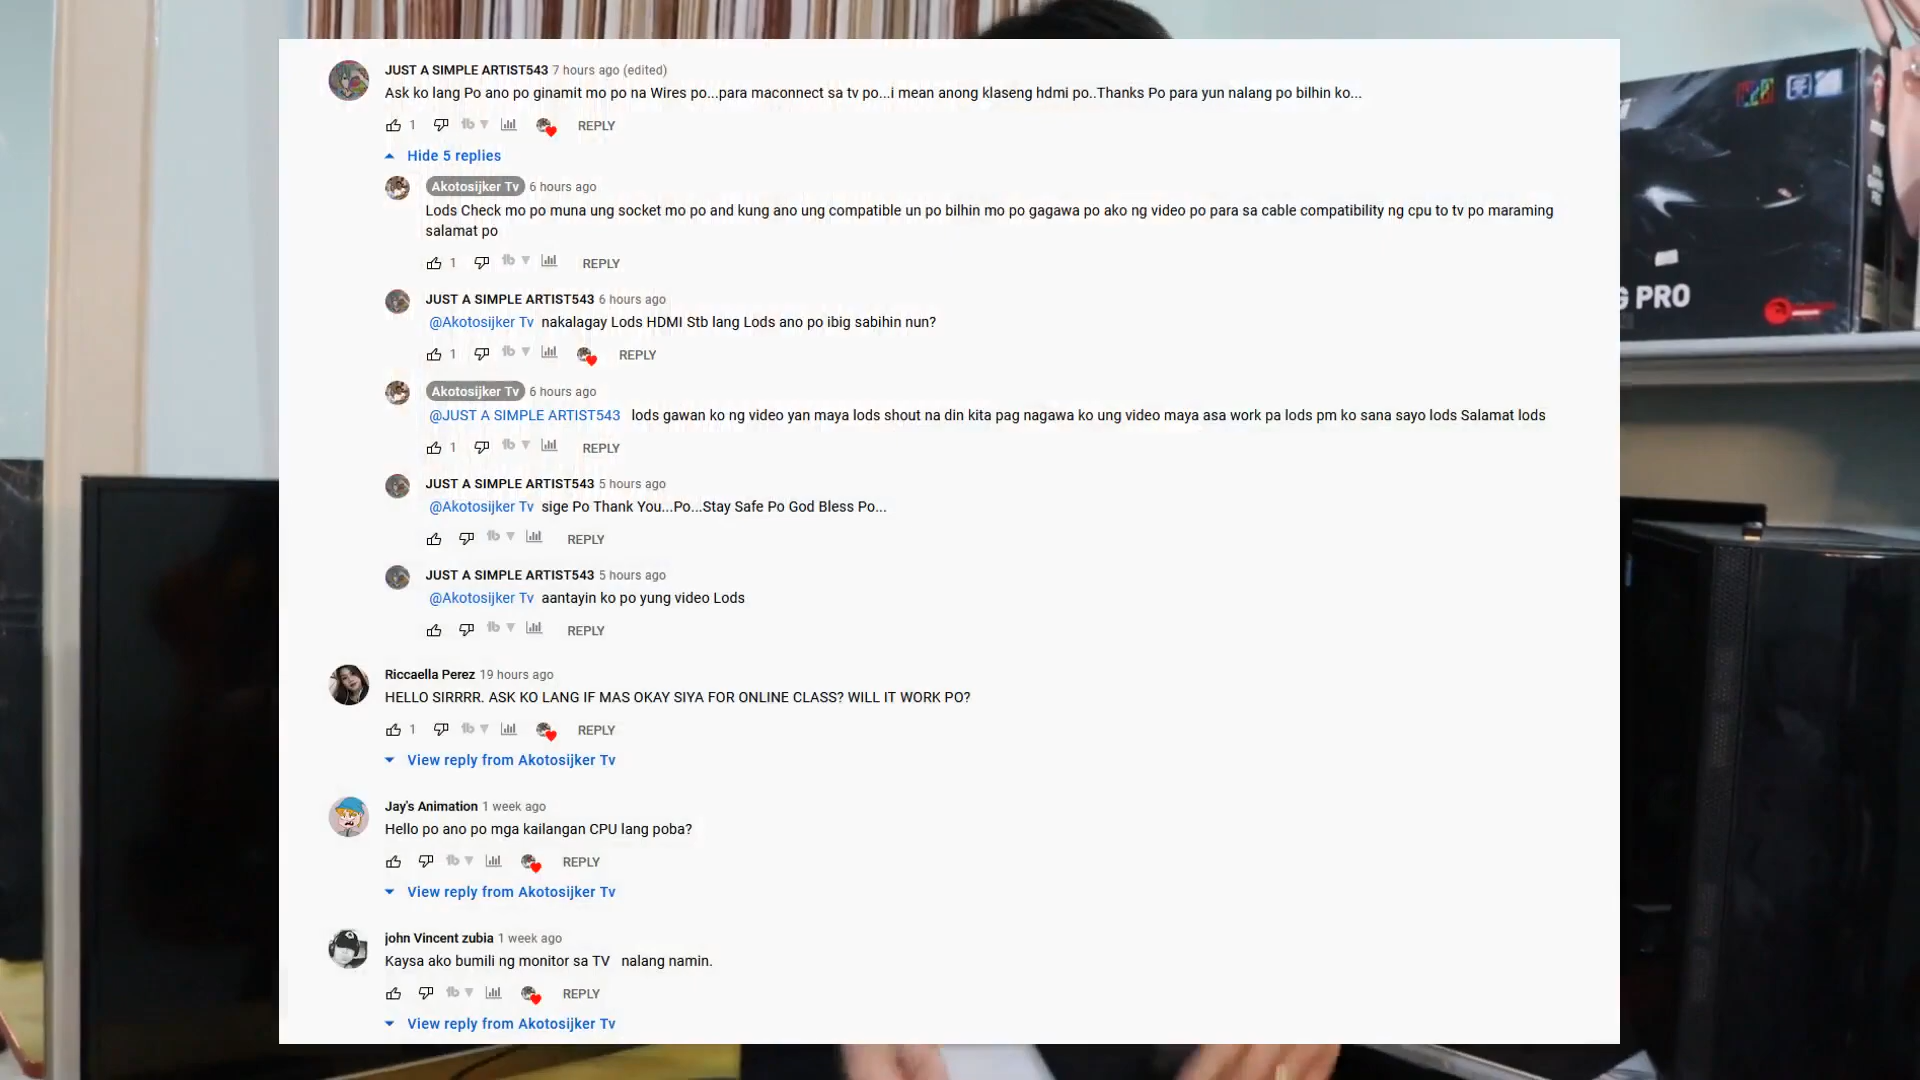 JUST A SIMPLE ARTIST543 7 hours ago (edited)
Ask ko lang Po ano po ginamit mo po na Wires po...para maconnect sa tv po...i mean anong klaseng hdmi po..Thanks Po para yun nalang po bilhin ko...
1 REPLY
Hide 5 replies
Akotosijker Tv 6 hours ago
Lods Check mo po muna ung socket mo po and kung ano ung compatible un po bilhin mo po gagawa po ako ng video po para sa cable compatibility ng cpu to tv po maraming
salamat po
1 REPLY
JUST A SIMPLE ARTIST543 6 hours ago
@Akotosijker Tv nakalagay Lods HDMI Stb lang Lods ano po ibig sabihin nun?
1 REPLY
Akotosijker Tv 6 hours ago
@JUST A SIMPLE ARTIST543 lods gawan ko ng video yan maya lods shout na din kita pag nagawa ko ung video maya asa work pa lods pm ko sana sayo lods Salamat lods
1 REPLY
JUST A SIMPLE ARTIST543 5 hours ago
@Akotosijker Tv sige Po Thank You...Po...Stay Safe Po God Bless Po...
REPLY
JUST A SIMPLE ARTIST543 5 hours ago
@Akotosijker Tv aantayin ko po yung video Lods
REPLY
Riccaella Perez 19 hours ago
HELLO SIRRRR. ASK KO LANG IF MAS OKAY SIYA FOR ONLINE CLASS? WILL IT WORK PO?
1 REPLY
View reply from Akotosijker Tv
Jay's Animation 1 week ago
Hello po ano po mga kailangan CPU lang poba?
REPLY
View reply from Akotosijker Tv
john Vincent zubia 1 week ago
Kaysa ako bumili ng monitor sa TV nalang namin.
REPLY
View reply from Akotosijker Tv
PRO